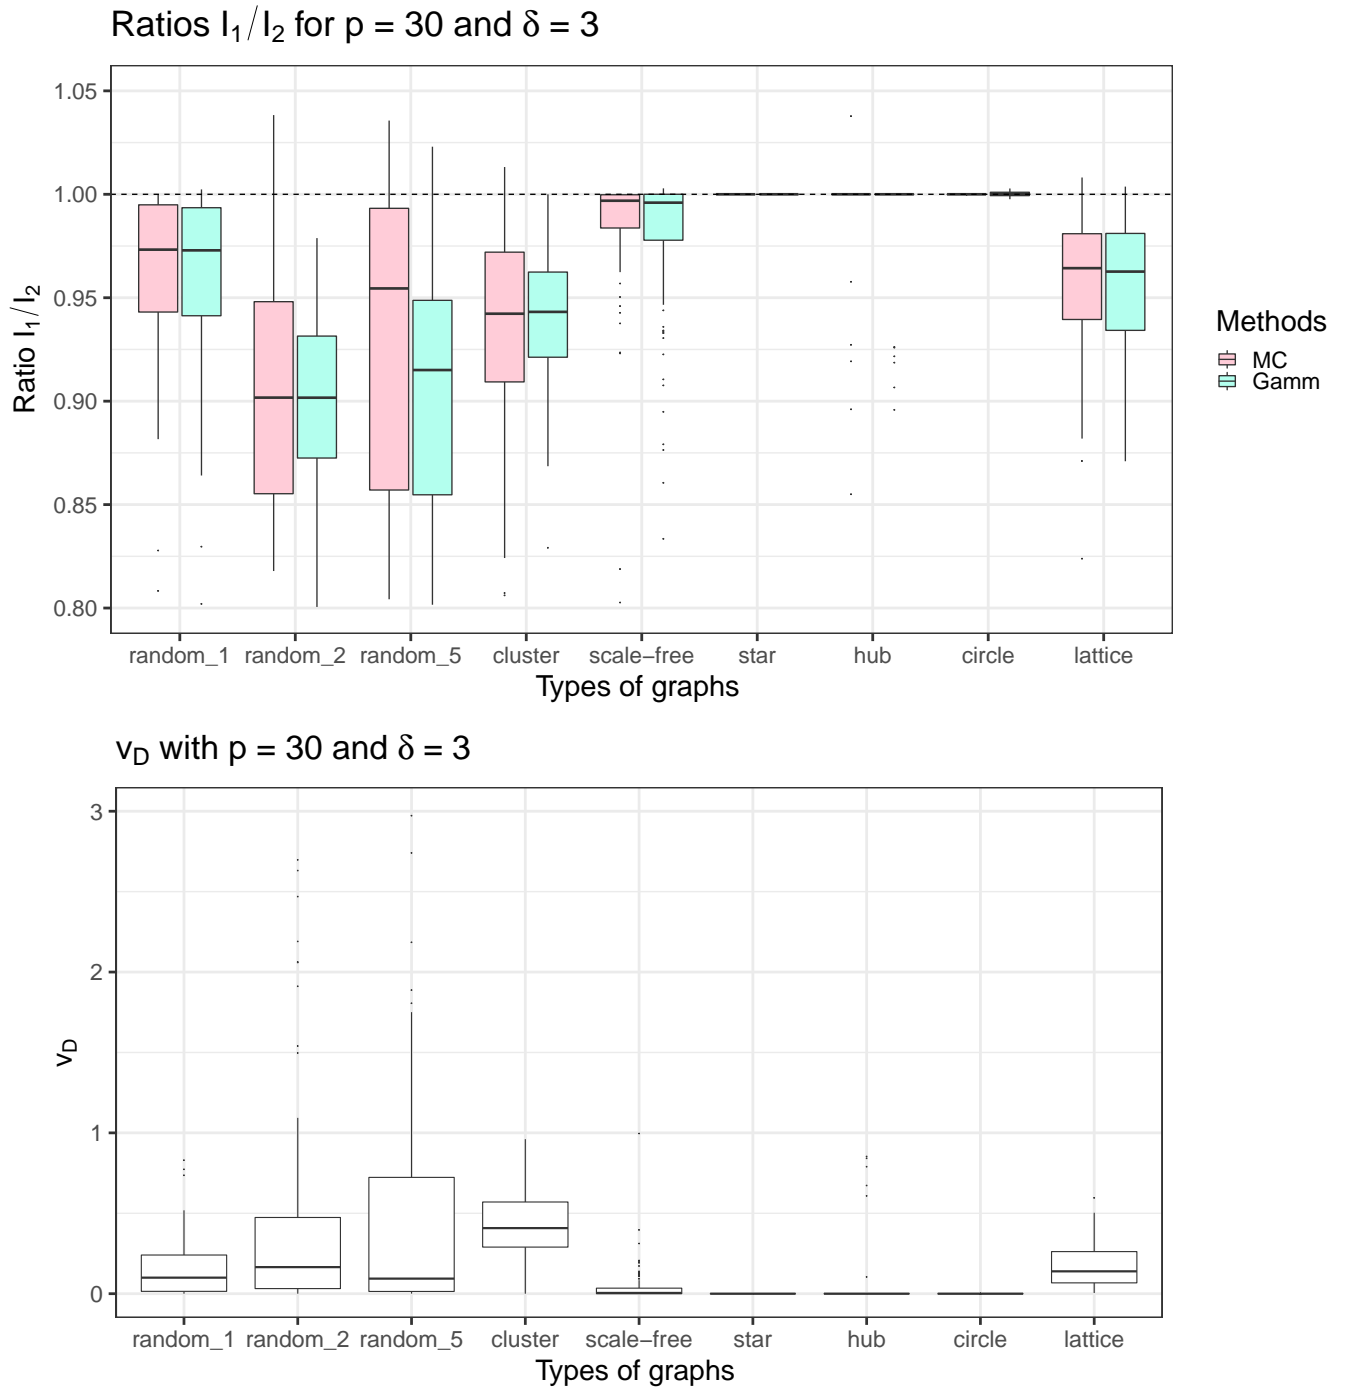 Ratios I₁/I₂ for p = 30 and δ = 3
1.05
1.00
0.95
0.90
0.85
0.80
Ratio I₁/I₂
random_1 random_2 random_5 cluster scale−free star hub circle lattice
Types of graphs
Methods
MC
Gamm
v_D with p = 30 and δ = 3
3
2
1
0
v_D
random_1 random_2 random_5 cluster scale−free star hub circle lattice
Types of graphs